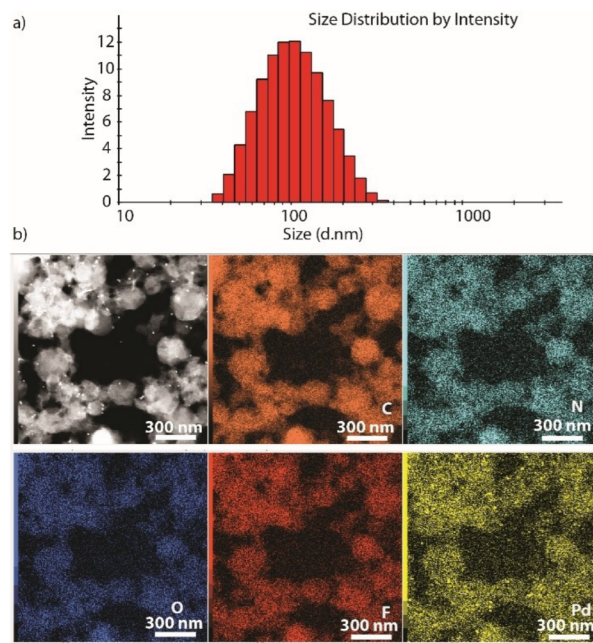 a)
Size Distribution by Intensity
Intensity
12
10
8
6
4
2
0
10
100
1000
Size (d.nm)
b)
300 nm
C
300 nm
N
300 nm
O
300 nm
F
300 nm
Pd
300 nm